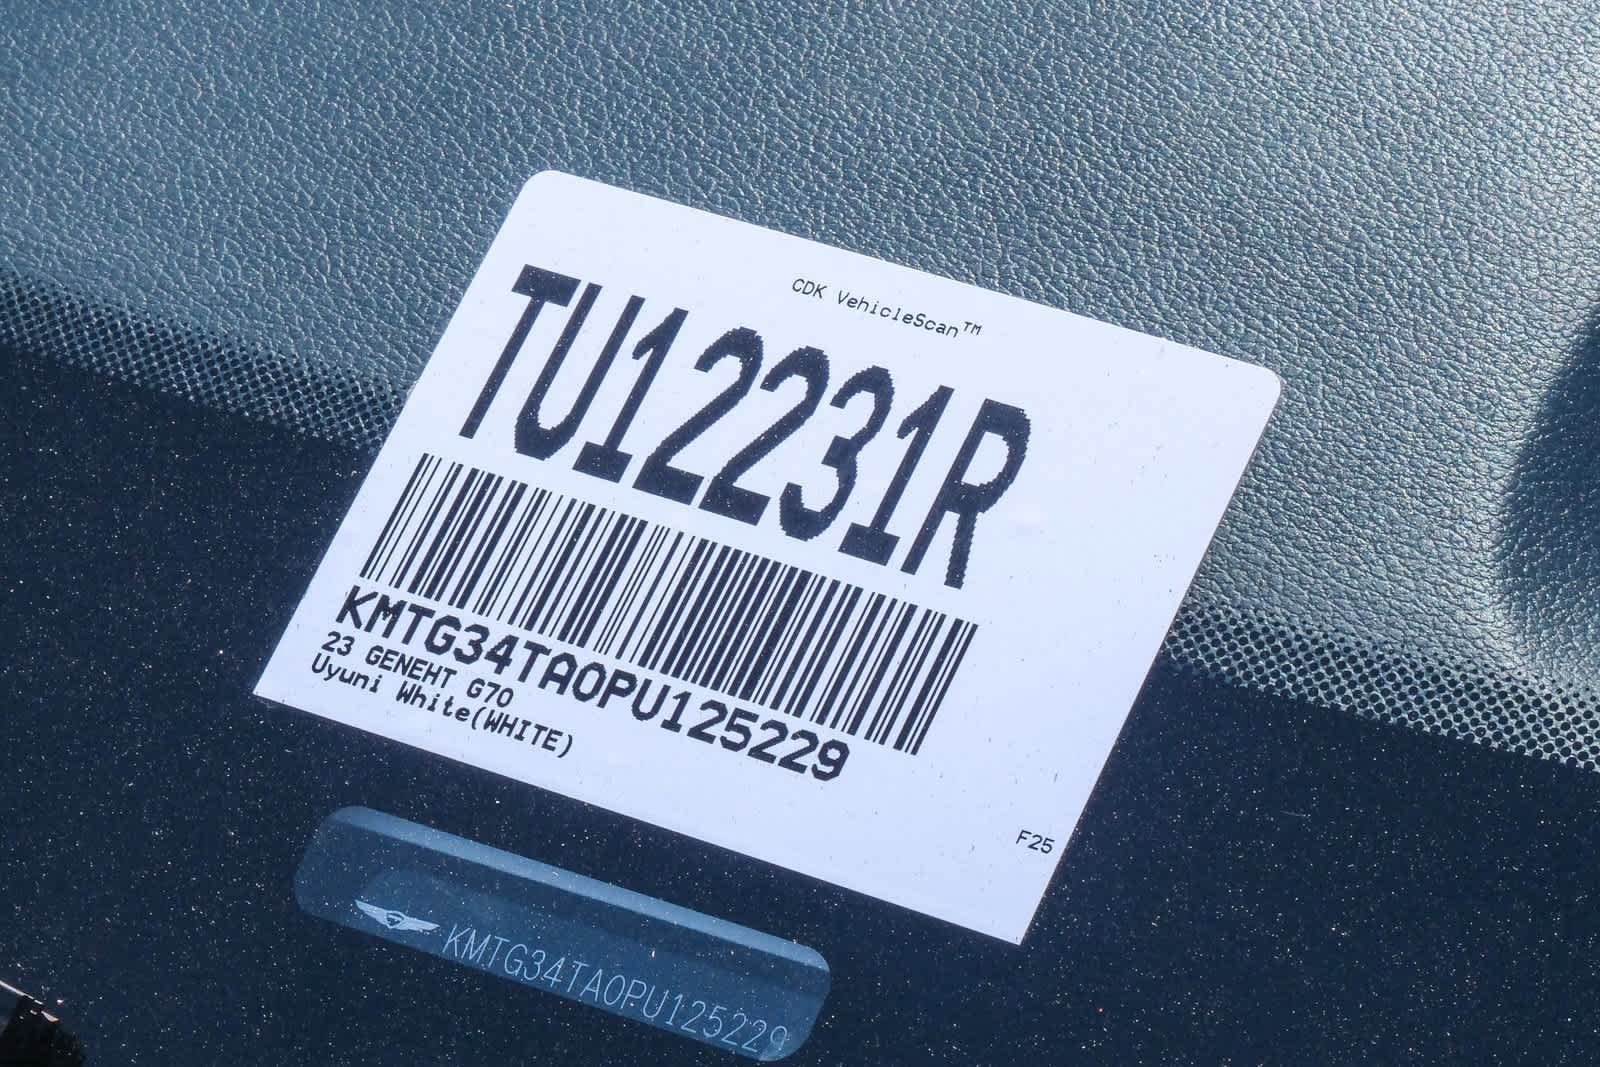 CDK VehicleScan™
TU12231R
KMTG34TA0PU125229
23 GENEHT G70
Uyuni White(WHITE)
F25
KMTG34TA0PU125229